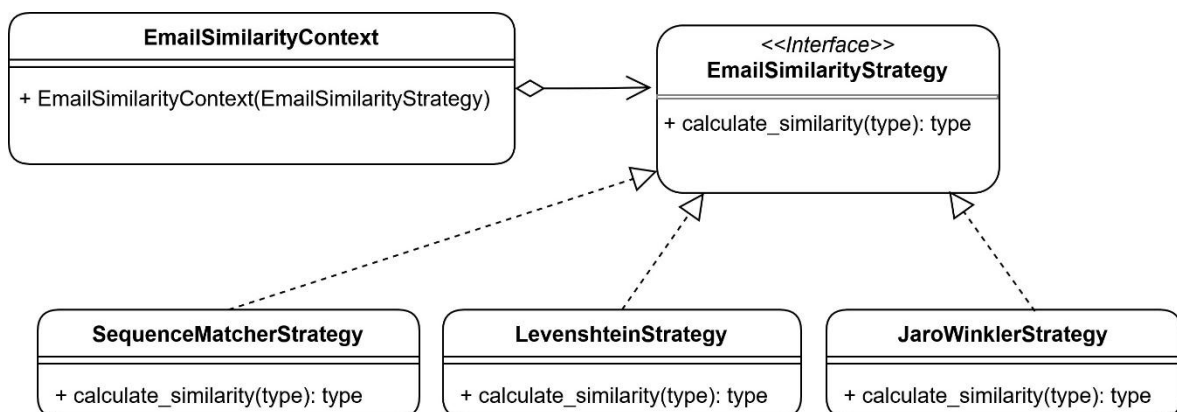 EmailSimilarityContext
+ EmailSimilarityContext(EmailSimilarityStrategy)
<<Interface>>
EmailSimilarityStrategy
+ calculate_similarity(type): type
SequenceMatcherStrategy
+ calculate_similarity(type): type
LevenshteinStrategy
+ calculate_similarity(type): type
JaroWinklerStrategy
+ calculate_similarity(type): type